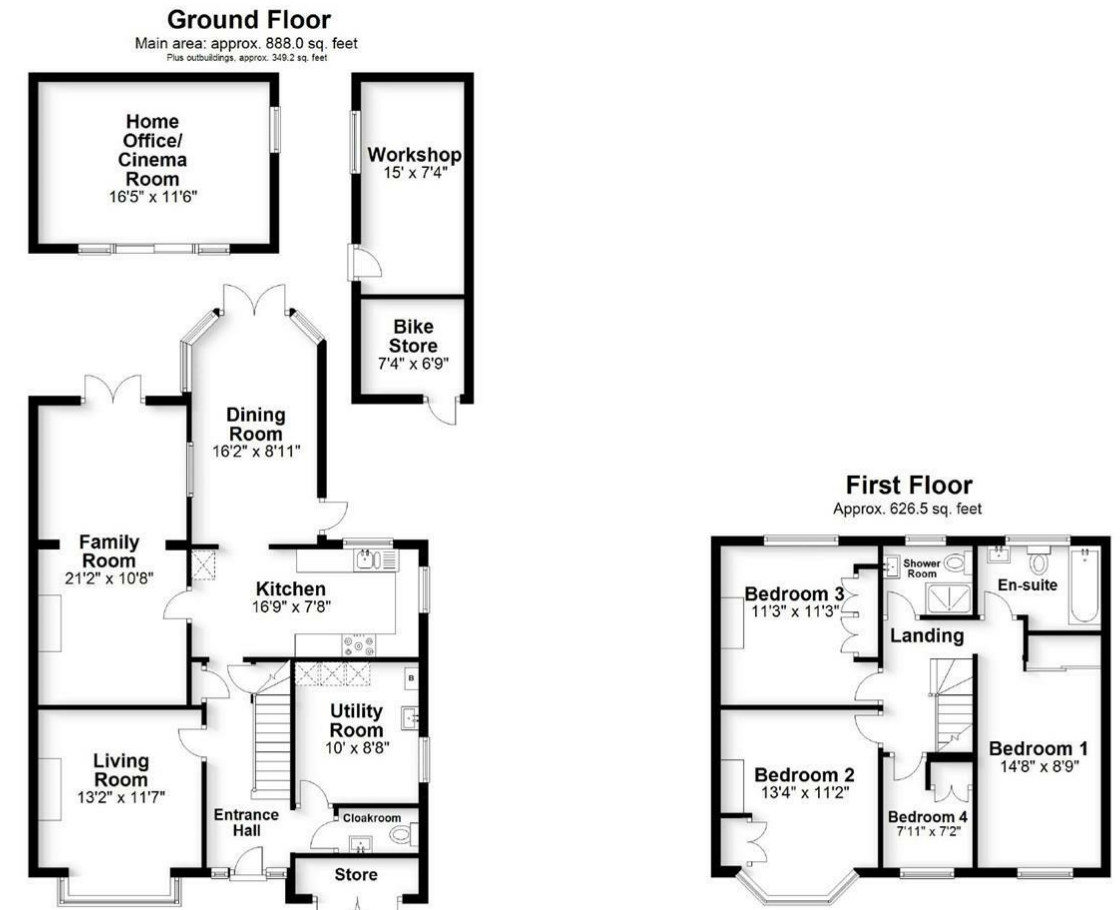 Ground Floor
Main area: approx. 888.0 sq. feet
Plus outbuildings, approx. 349.2 sq. feet
Home
Office/
Cinema
Room
16'5" x 11'6"
Workshop
15' x 7'4"
Bike
Store
7'4" x 6'9"
Dining
Room
16'2" x 8'11"
Family
Room
21'2" x 10'8"
Kitchen
16'9" x 7'8"
B
Utility
Room
10' x 8'8"
Living
Room
13'2" x 11'7"
Entrance
Hall
Cloakroom
Store
First Floor
Approx. 626.5 sq. feet
Bedroom 3
11'3" x 11'3"
Shower
Room
En-suite
Landing
Bedroom 1
14'8" x 8'9"
Bedroom 2
13'4" x 11'2"
Bedroom 4
7'11" x 7'2"